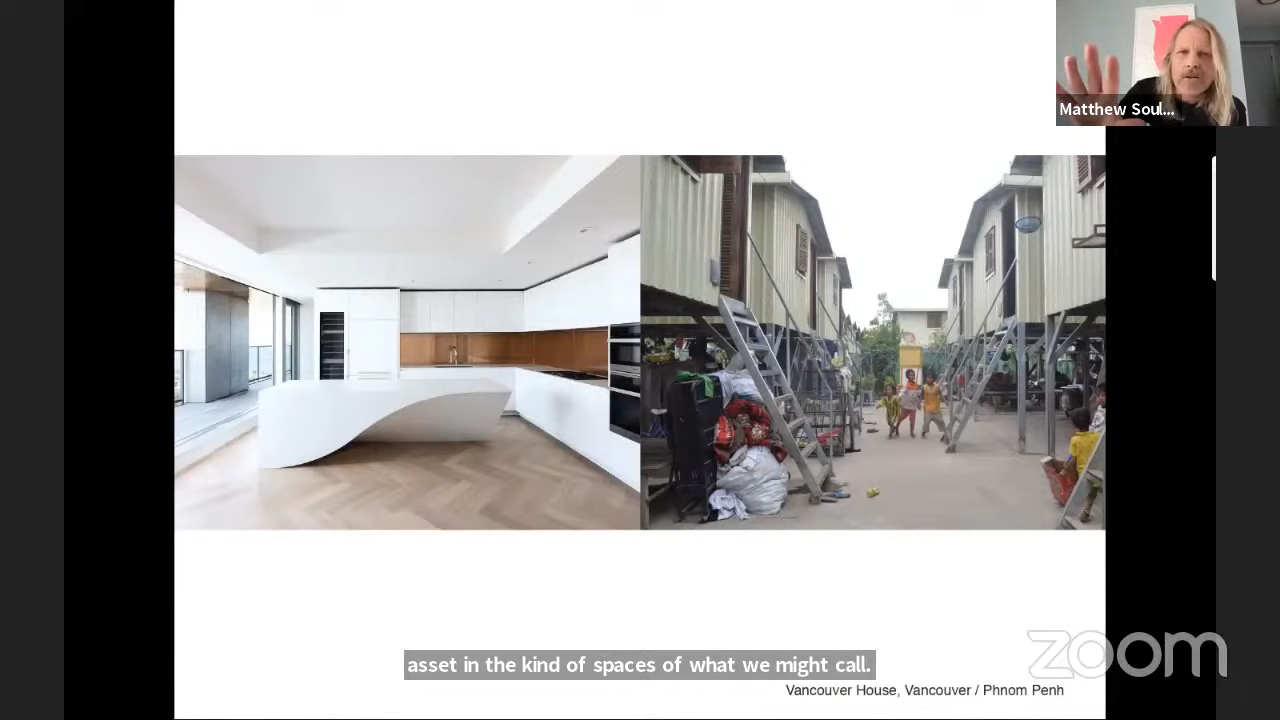 Matthew Soul...
asset in the kind of spaces of what we might call.
zoom
Vancouver House, Vancouver / Phnom Penh